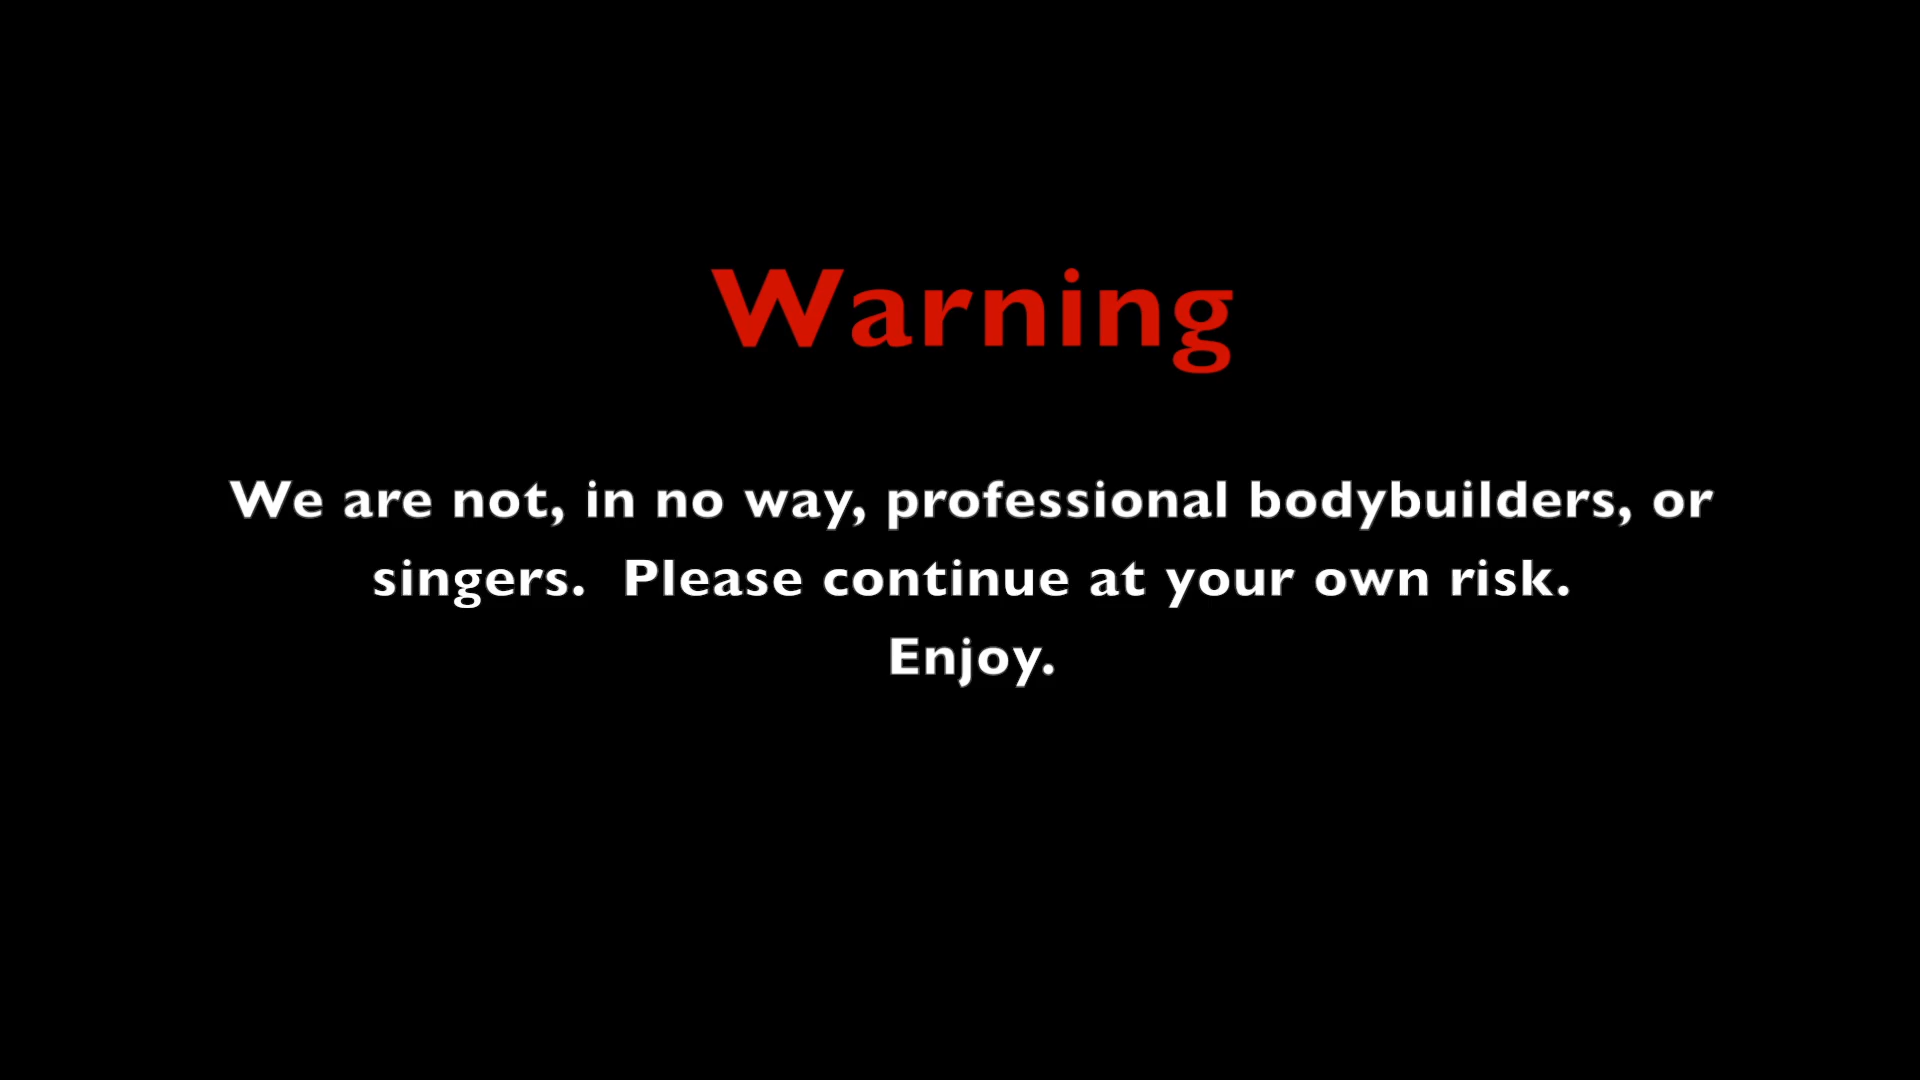 Warning
We are not, in no way, professional bodybuilders, or
singers.  Please continue at your own risk.
Enjoy.